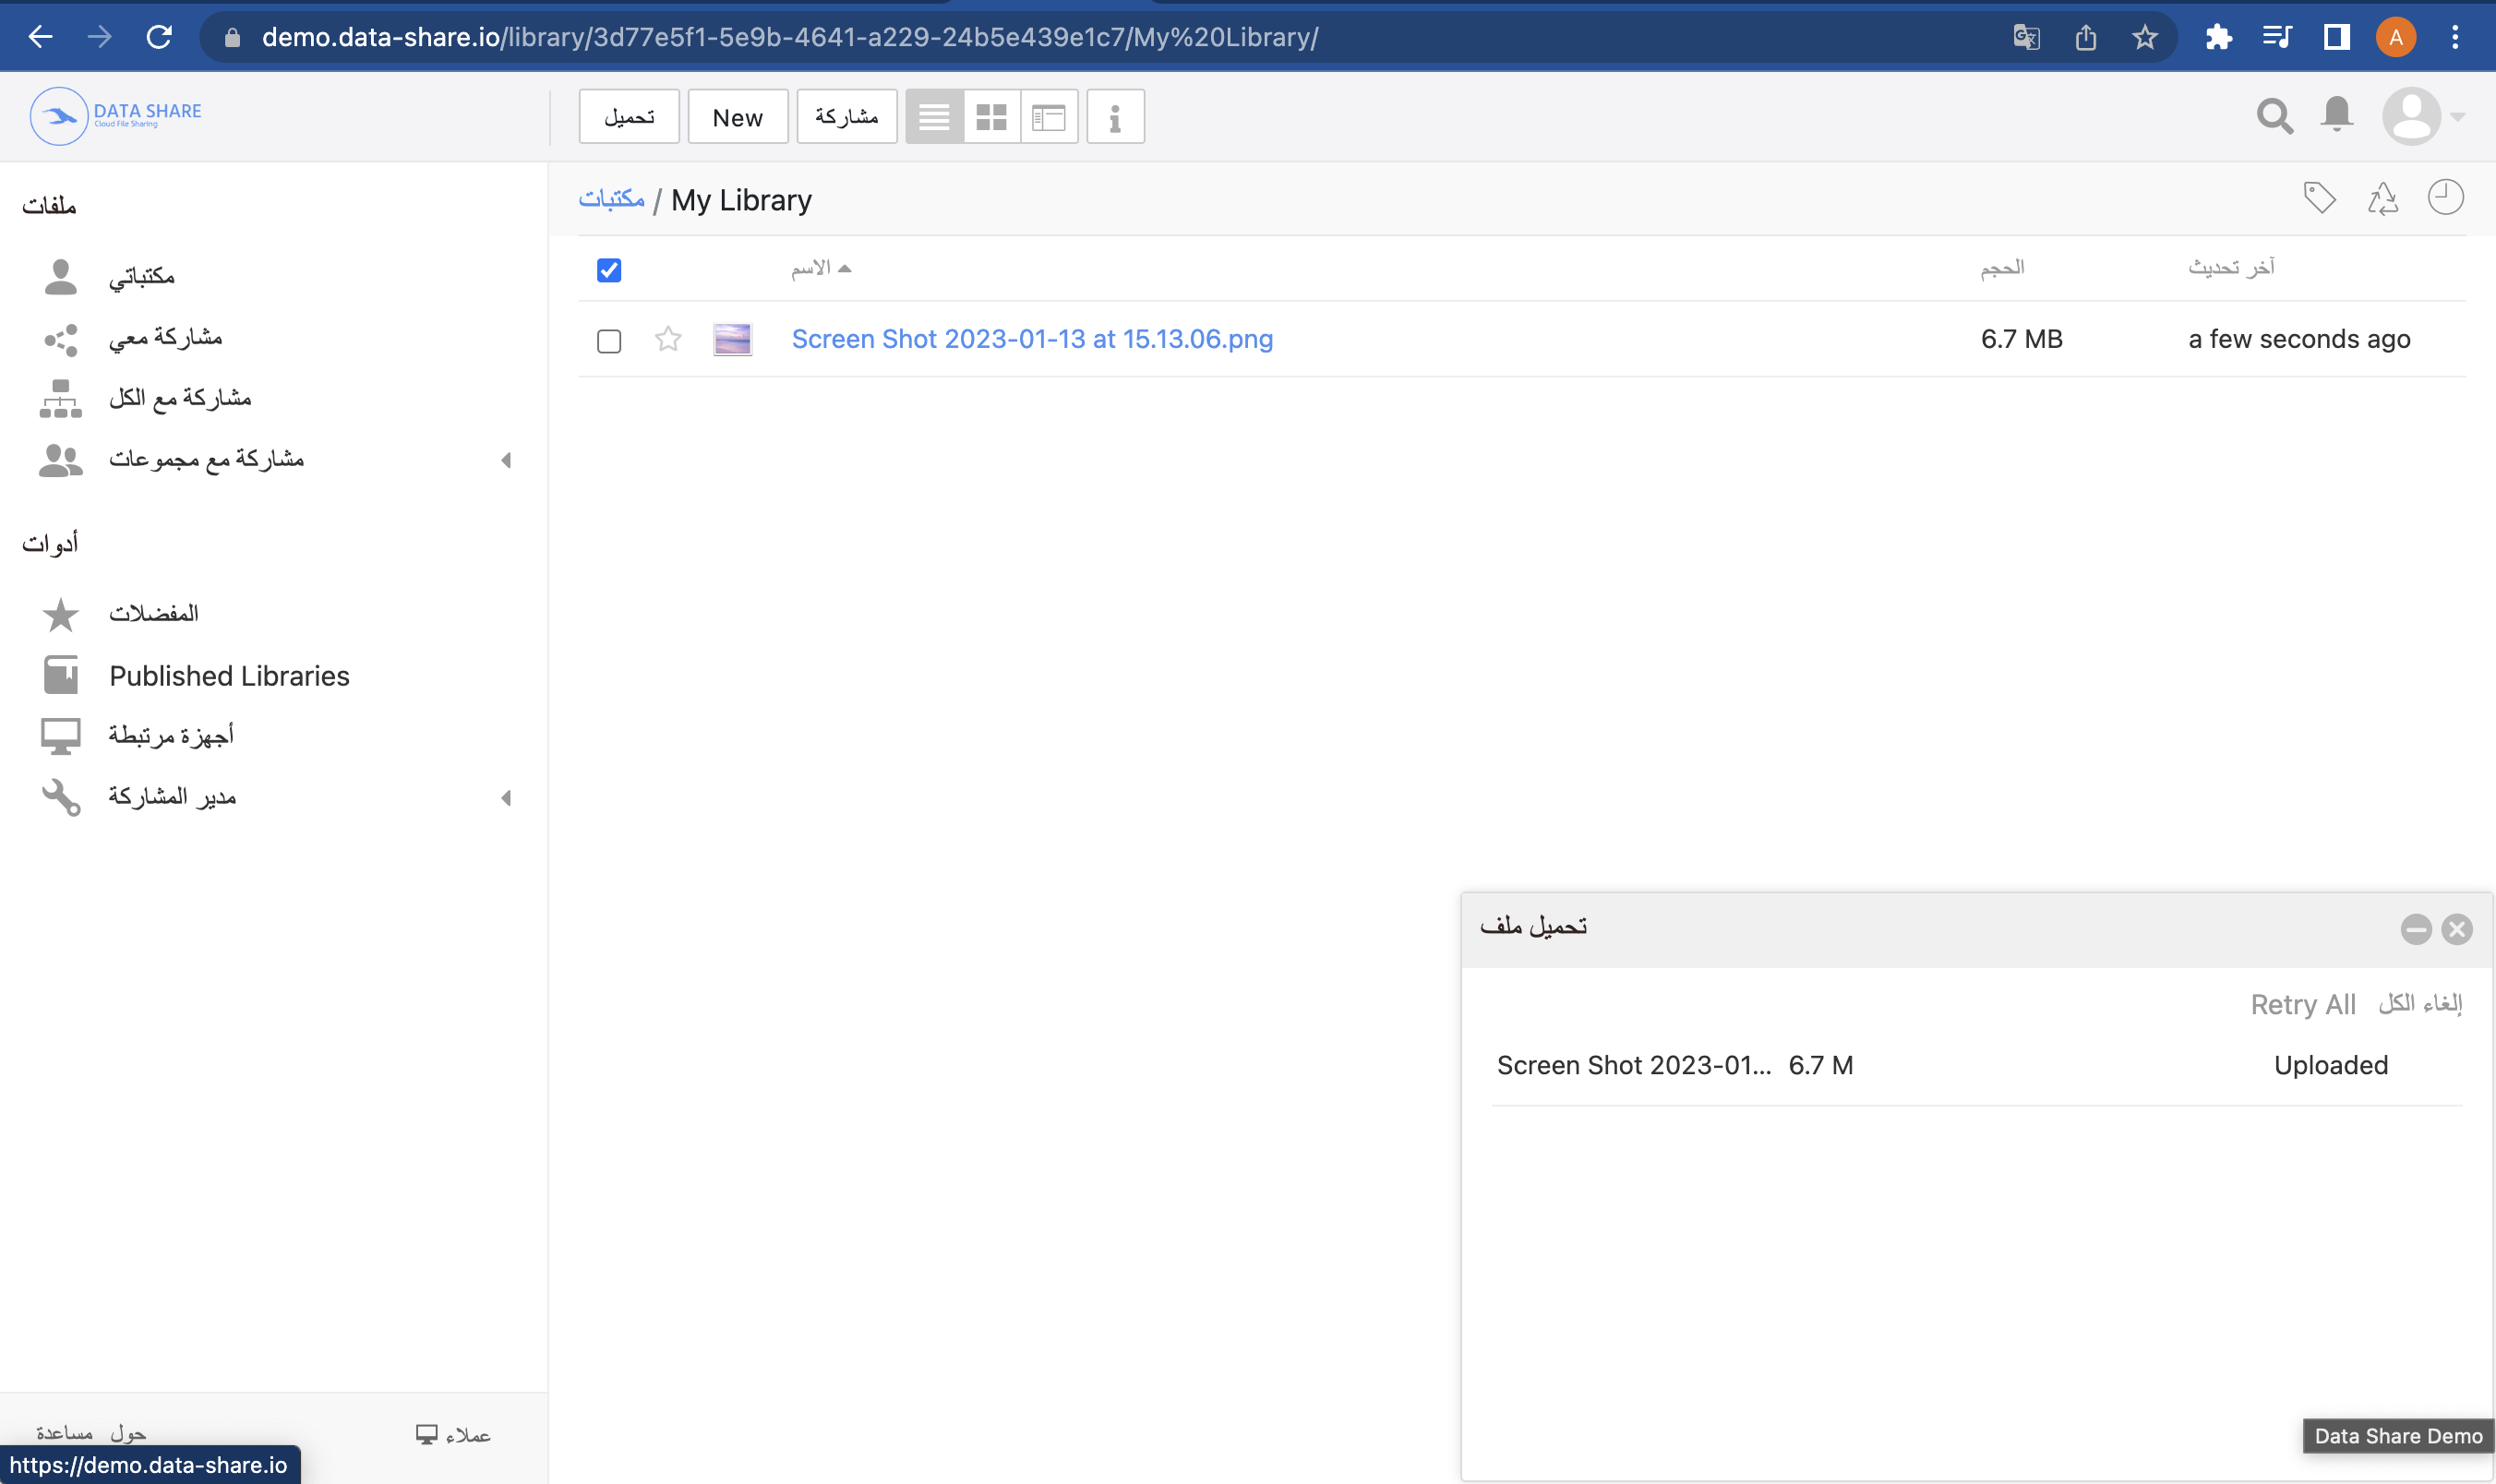 demo.data-share.io/library/3d77e5f1-5e9b-4641-a229-24b5e439e1c7/My%20Library/
A
DATA SHARE
Cloud File Sharing
تحميل
New
مشاركة
ملفات
مكتباتي
مشاركة معي
مشاركة مع الكل
مشاركة مع مجموعات
أدوات
المفضلات
Published Libraries
أجهزة مرتبطة
مدير المشاركة
مساعدة
حول
عملاء
https://demo.data-share.io
مكتبات / My Library
الاسم
الحجم
آخر تحديث
Screen Shot 2023-01-13 at 15.13.06.png
6.7 MB
a few seconds ago
تحميل ملف
Retry All
إلغاء الكل
Screen Shot 2023-01... 6.7 M Uploaded
Data Share Demo